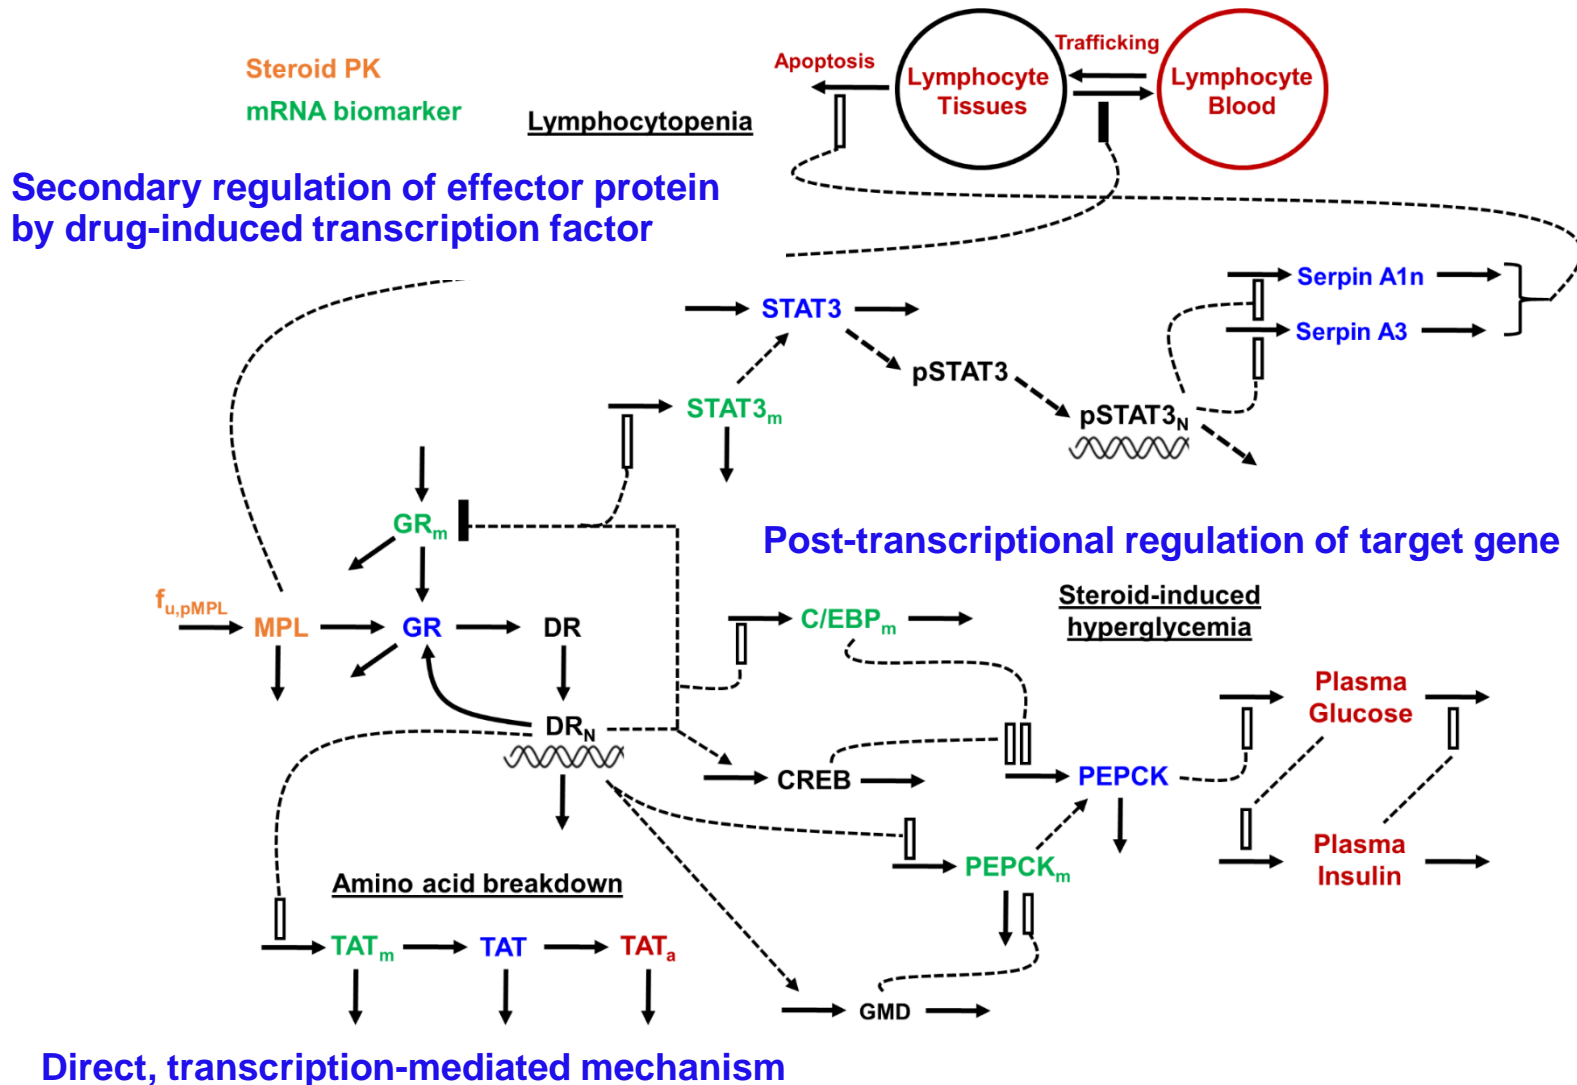 Steroid PK
mRNA biomarker
Lymphocytopenia
Apoptosis
Lymphocyte
Tissues
Trafficking
Lymphocyte
Blood
Secondary regulation of effector protein
by drug-induced transcription factor
Serpin A1n
Serpin A3
STAT3
pSTAT3
pSTAT3N
STAT3m
GRm
Post-transcriptional regulation of target gene
fu,pMPL
MPL
GR
DR
C/EBPm
Steroid-induced
hyperglycemia
DRN
CREB
PEPCK
Plasma
Glucose
PEPCKm
Plasma
Insulin
Amino acid breakdown
TATm
TAT
TATa
GMD
Direct, transcription-mediated mechanism